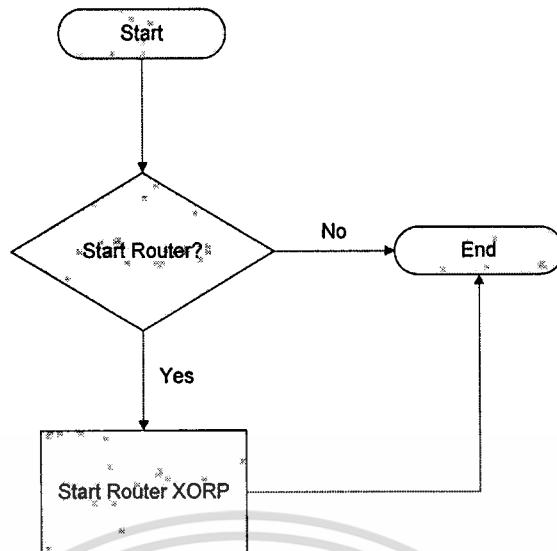 Start
Start Router?
No
End
Yes
Start Router XORP